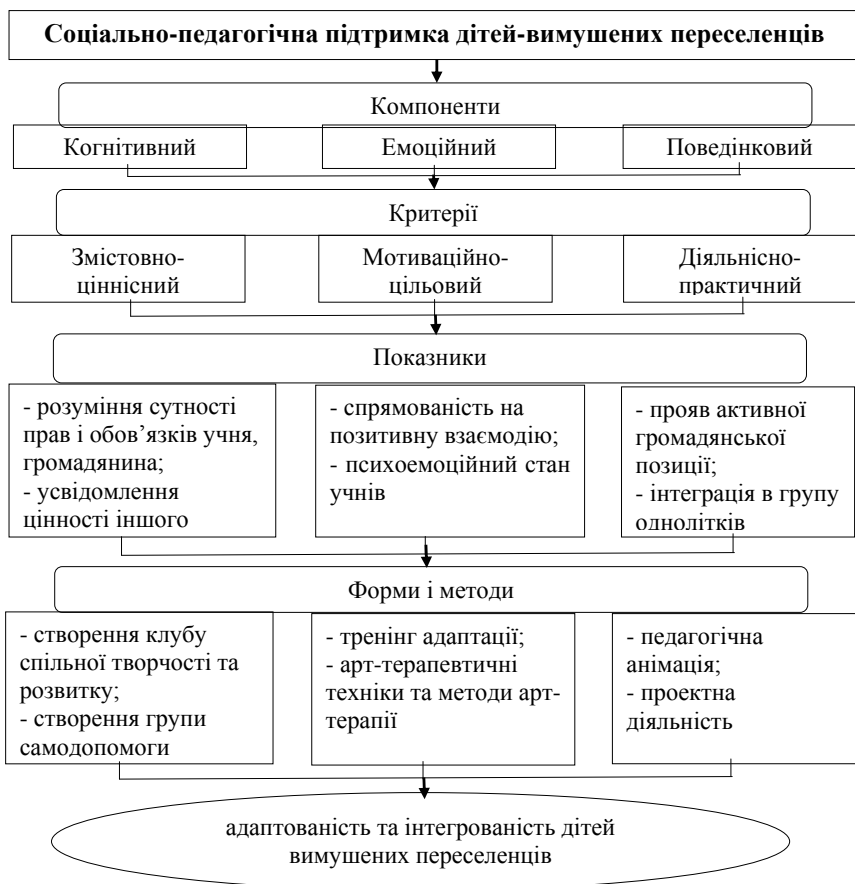 Соціально-педагогічна підтримка дітей-вимушених переселенців
Компоненти
Когнітивний
Емоційний
Поведінковий
Критерії
Змістовно-
ціннісний
Мотиваційно-
цільовий
Діяльнісно-
практичний
Показники
- розуміння сутності
прав і обов’язків учня,
громадянина;
- усвідомлення
цінності іншого
- спрямованість на
позитивну взаємодію;
- психоемоційний стан
учнів
- прояв активної
громадянської
позиції;
- інтеграція в групу
однолітків
Форми і методи
- створення клубу
спільної творчості та
розвитку;
- створення групи
самодопомоги
- тренінг адаптації;
- арт-терапевтичні
техніки та методи арт-
терапії
- педагогічна
анімація;
- проектна
діяльність
адаптованість та інтегрованість дітей
вимушених переселенців